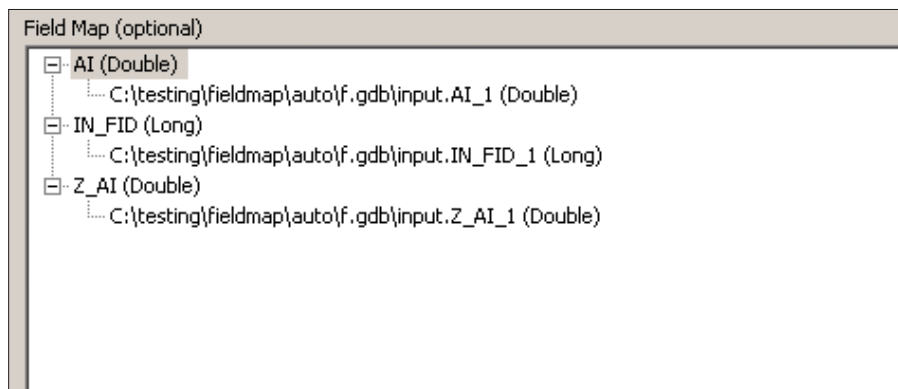 Field Map (optional)
AI (Double)
C:\testing\fieldmap\auto\f.gdb\input.AI_1 (Double)
IN_FID (Long)
C:\testing\fieldmap\auto\f.gdb\input.IN_FID_1 (Long)
Z_AI (Double)
C:\testing\fieldmap\auto\f.gdb\input.Z_AI_1 (Double)